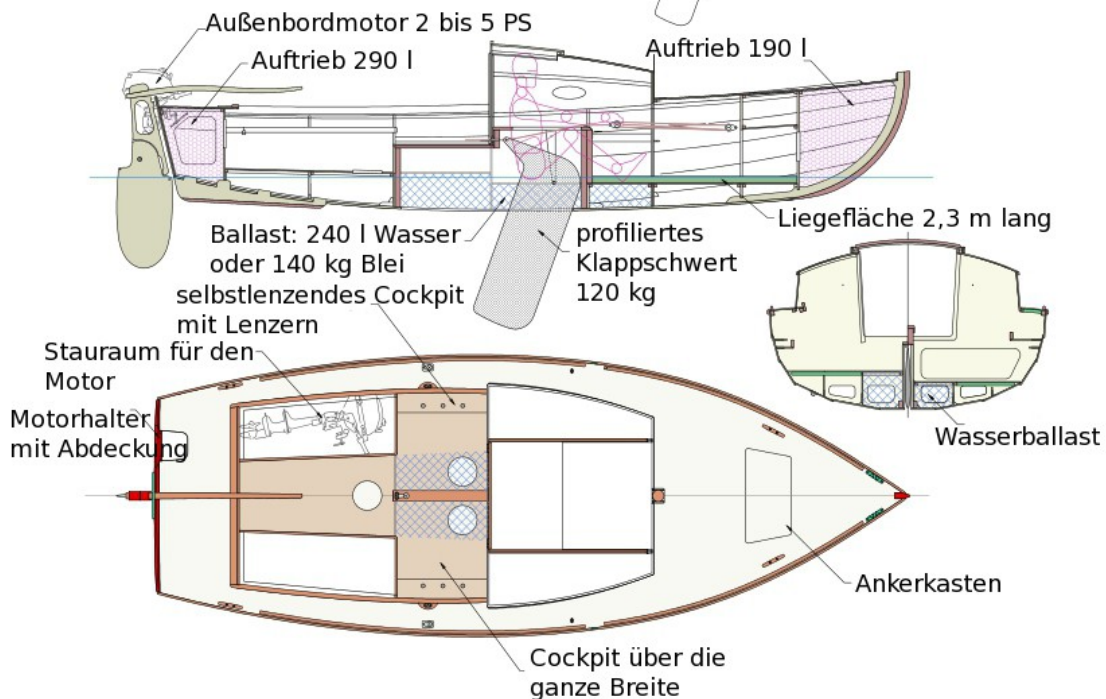 Außenbordmotor 2 bis 5 PS
Auftrieb 290 l
Auftrieb 190 l
Ballast: 240 l Wasser
oder 140 kg Blei
profiliertes
Klappschwert
120 kg
Liegefläche 2,3 m lang
selbstlenzendes Cockpit
mit Lenzern
Stauraum für den
Motor
Motorhalter
mit Abdeckung
Wasserballast
Ankerkasten
Cockpit über die
ganze Breite